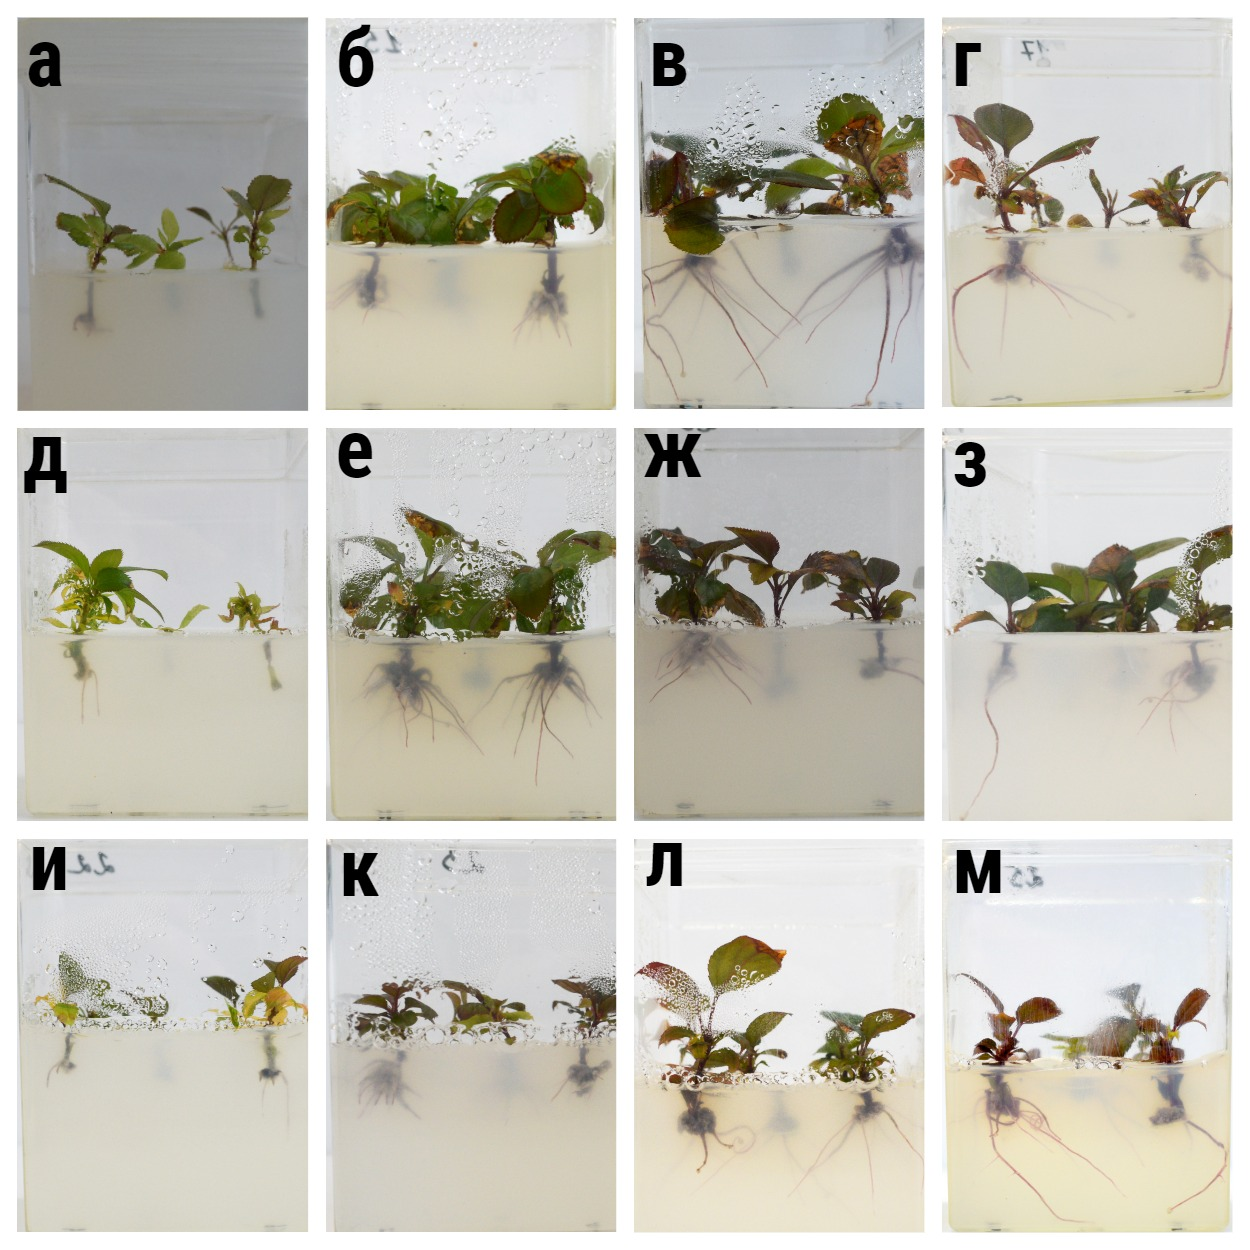 а б в г
д е ж з
и к л м